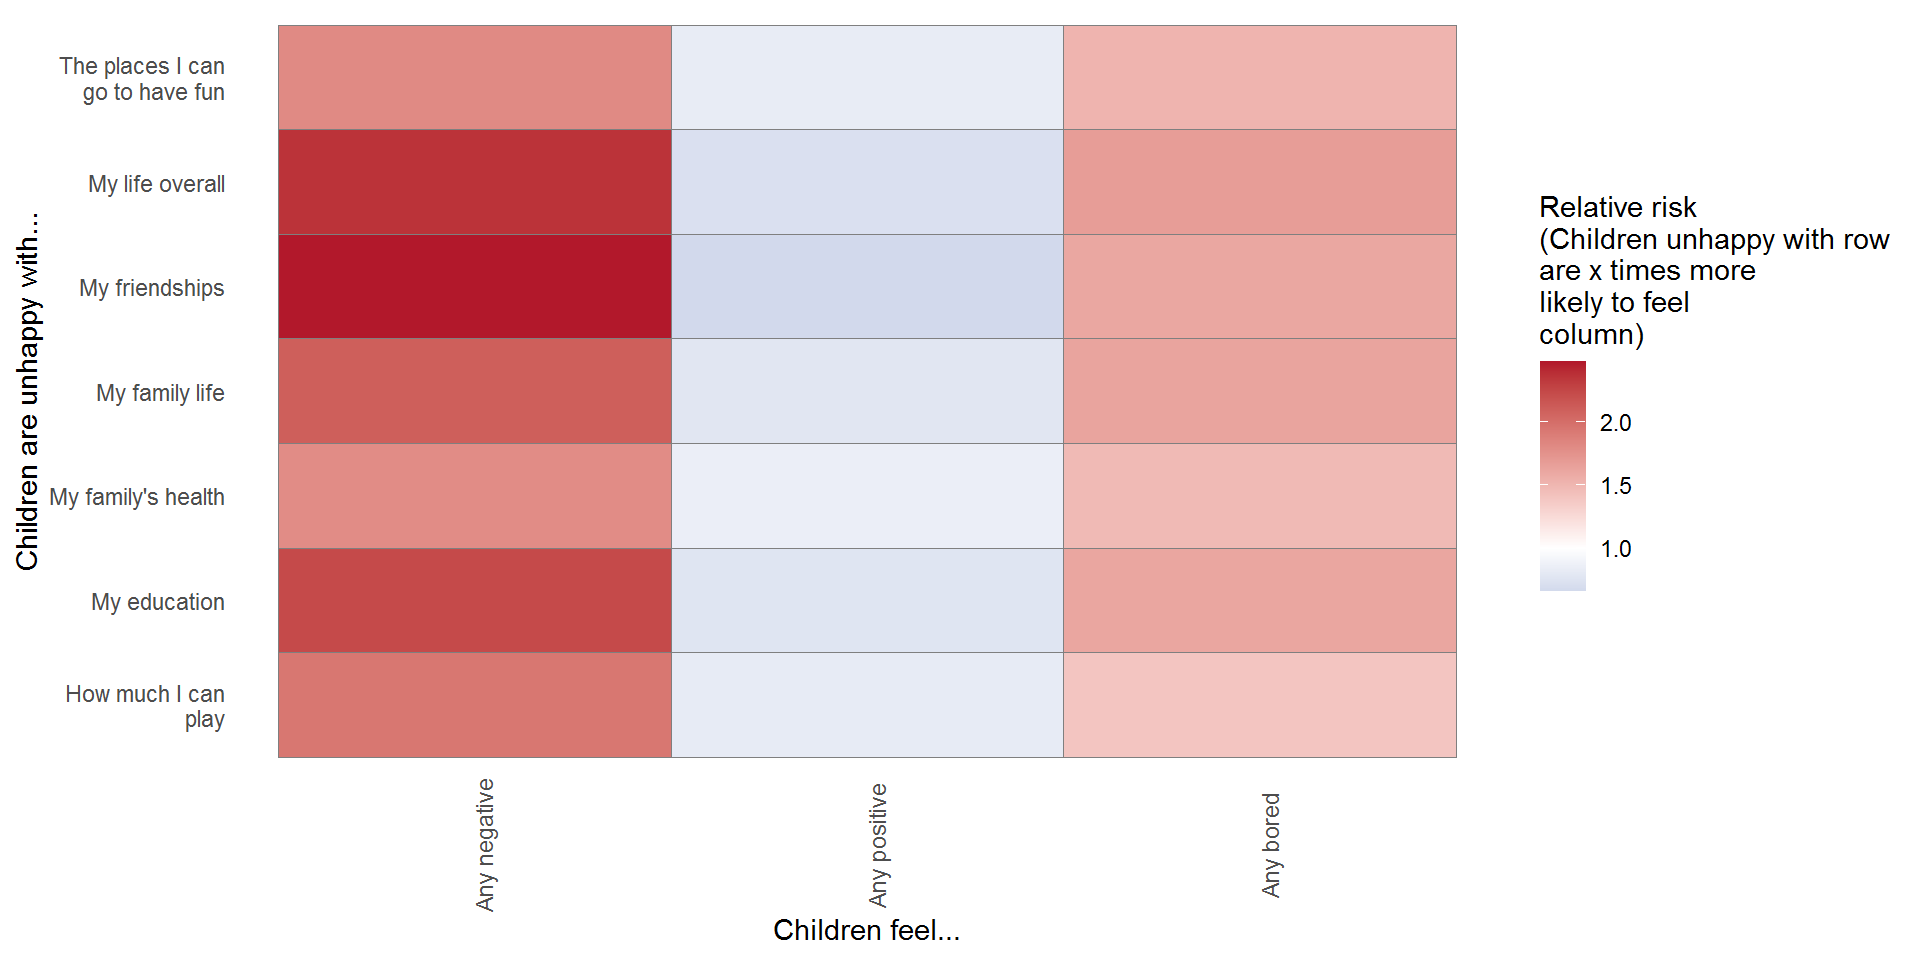 Children are unhappy with...
The places I can
go to have fun
My life overall
My friendships
My family life
My family's health
My education
How much I can
play
Any negative
Any positive
Any bored
Children feel...
Relative risk
(Children unhappy with row
are x times more
likely to feel
column)
2.0
1.5
1.0